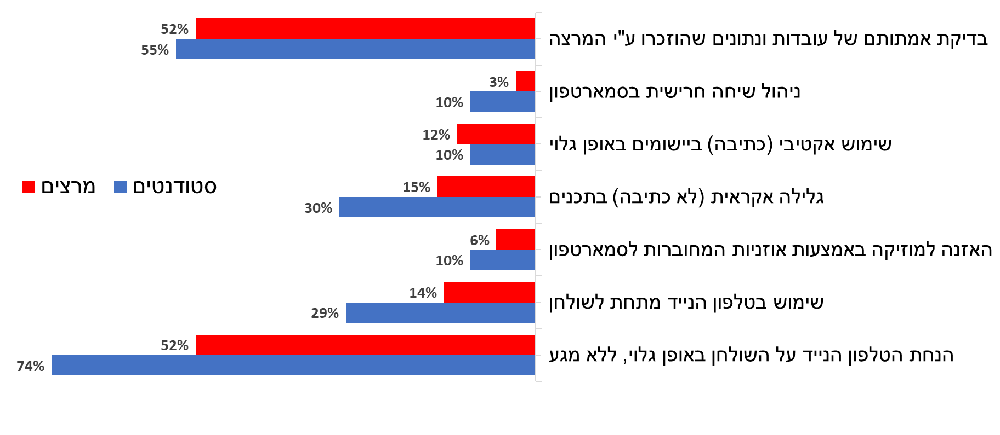 בדיקת אמתותם של עובדות ונתונים שהוזכרו ע"י המרצה
52%
55%
ניהול שיחה חרישית בסמארטפון
3%
10%
שימוש אקטיבי (כתיבה) ביישומים באופן גלוי
12%
10%
גלילה אקראית (לא כתיבה) בתכנים
15%
30%
האזנה למוזיקה באמצעות אוזניות המחוברות לסמארטפון
6%
10%
שימוש בטלפון הנייד מתחת לשולחן
14%
29%
הנחת הטלפון הנייד על השולחן באופן גלוי, ללא מגע
52%
74%
סטודנטים
מרצים